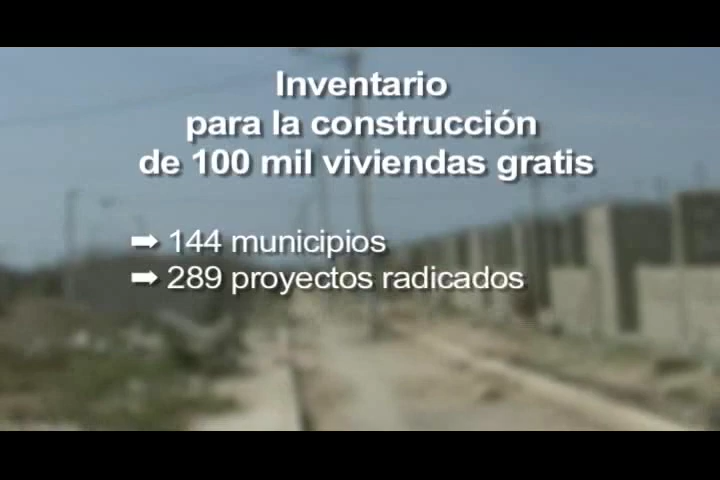 Inventario
para la construcción
de 100 mil viviendas gratis
➡ 144 municipios
➡ 289 proyectos radicados